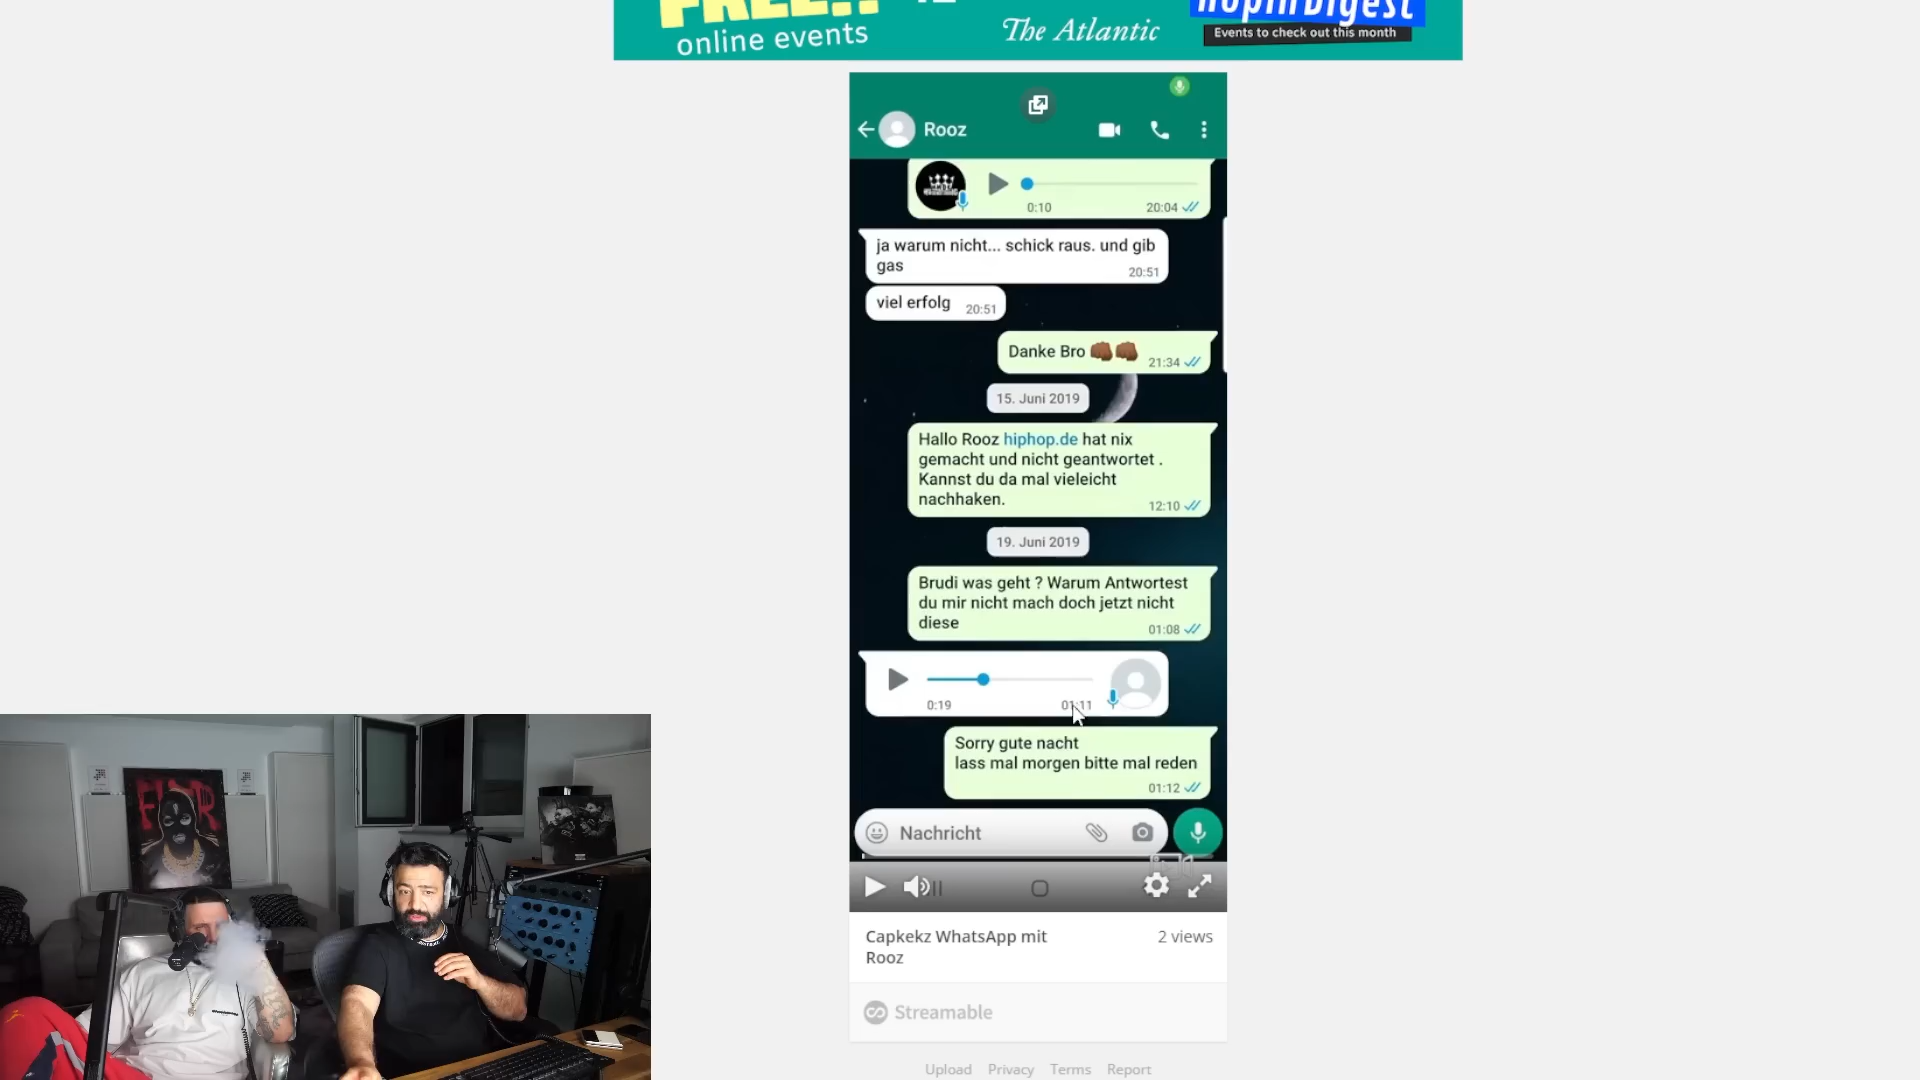 FREE!!
online events
The Atlantic
HopinDigest
Events to check out this month
Rooz
0:10
20:04
ja warum nicht... schick raus. und gib
gas
20:51
viel erfolg
20:51
Danke Bro
21:34
15. Juni 2019
Hallo Rooz hiphop.de hat nix
gemacht und nicht geantwortet .
Kannst du da mal vieleicht
nachhaken.
12:10
19. Juni 2019
Brudi was geht ? Warum Antwortest
du mir nicht mach doch jetzt nicht
diese
01:08
0:19
01:11
Sorry gute nacht
lass mal morgen bitte mal reden
01:12
Nachricht
Capkekz WhatsApp mit
Rooz
2 views
Streamable
Upload Privacy Terms Report